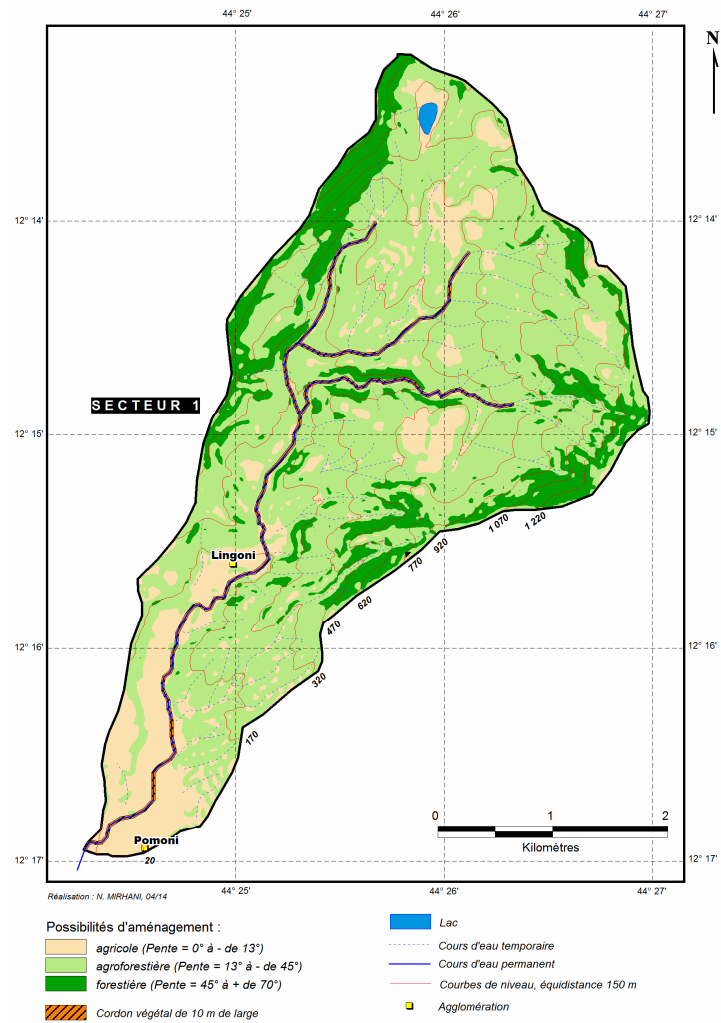 44° 25'
44° 26'
44° 27'
N
12° 14'
12° 14'
SECTEUR 1
12° 15'
12° 15'
1 220
1 070
920
770
Lingoni
620
470
12° 16'
12° 16'
320
170
0
1
2
Kilomètres
Pomoni
20
12° 17'
12° 17'
44° 25'
44° 26'
44° 27'
Réalisation : N. MIRHANI, 04/14
Possibilités d'aménagement :
agricole (Pente = 0° à - de 13°)
agroforestière (Pente = 13° à - de 45°)
forestière (Pente = 45° à + de 70°)
Cordon végétal de 10 m de large
Lac
Cours d'eau temporaire
Cours d'eau permanent
Courbes de niveau, équidistance 150 m
Agglomération